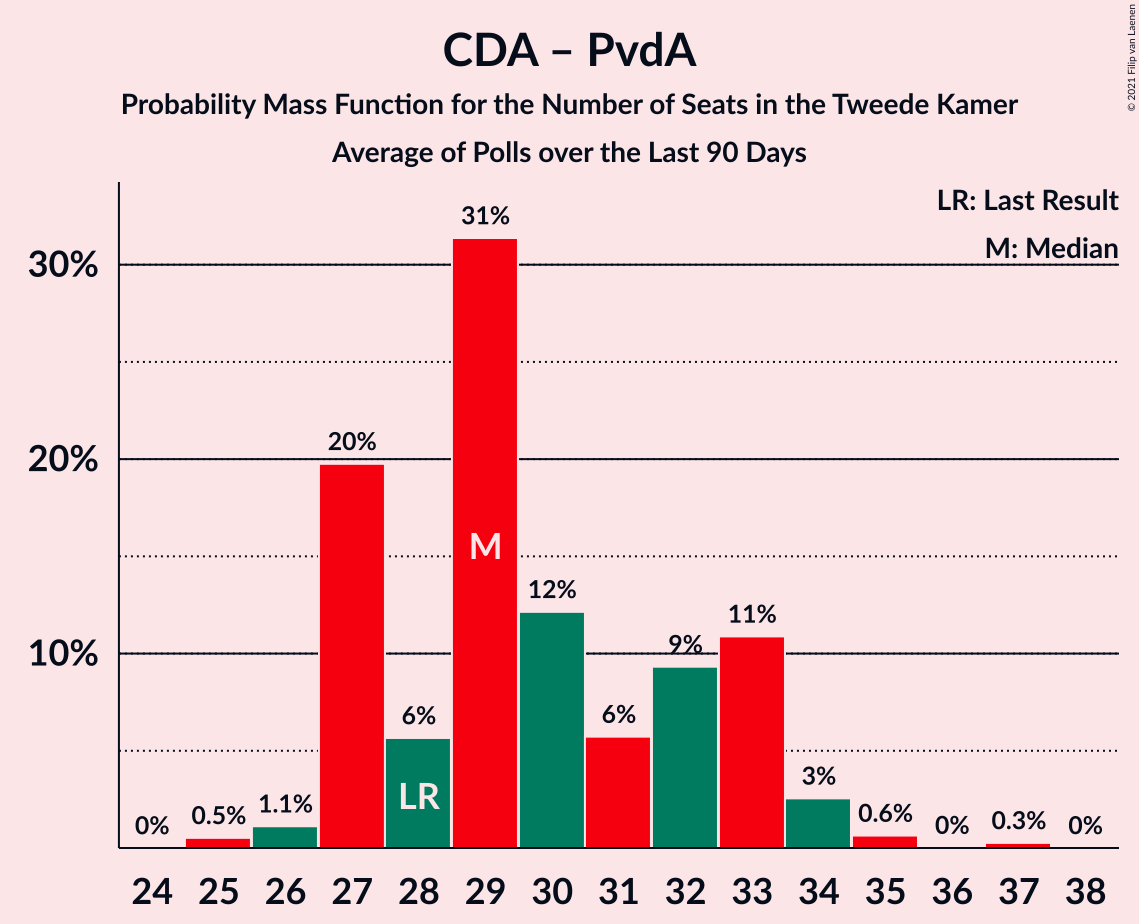 CDA – PvdA
Probability Mass Function for the Number of Seats in the Tweede Kamer
Average of Polls over the Last 90 Days
© 2021 Filip van Laenen
LR: Last Result
M: Median
30%
20%
10%
0%
0.5%
1.1%
20%
6%
31%
12%
6%
9%
11%
3%
0.6%
0%
0.3%
0%
M
LR
24 25 26 27 28 29 30 31 32 33 34 35 36 37 38